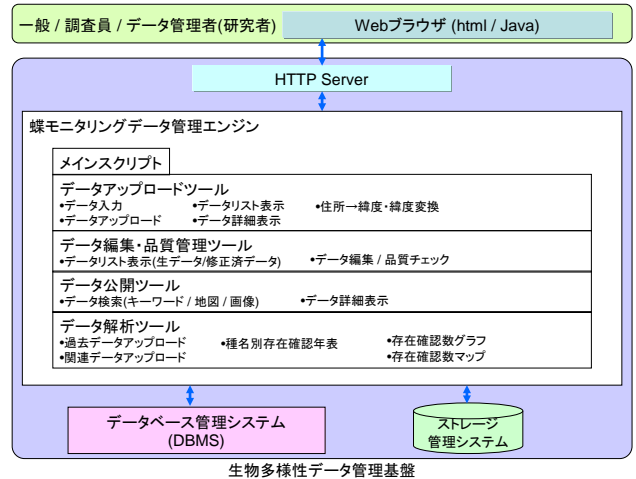 一般 / 調査員 / データ管理者(研究者) Webブラウザ (html / Java)
HTTP Server
蝶モニタリングデータ管理エンジン
メインスクリプト
データアップロードツール
•データ入力 •データリスト表示 •住所→緯度・緯度変換
•データアップロード •データ詳細表示
データ編集・品質管理ツール
•データリスト表示(生データ/修正済データ) •データ編集 / 品質チェック
データ公開ツール
•データ検索(キーワード / 地図 / 画像) •データ詳細表示
データ解析ツール
•過去データアップロード •種名別存在確認年表 •存在確認数グラフ
•関連データアップロード •存在確認数マップ
データベース管理システム
(DBMS)
ストレージ
管理システム
生物多様性データ管理基盤